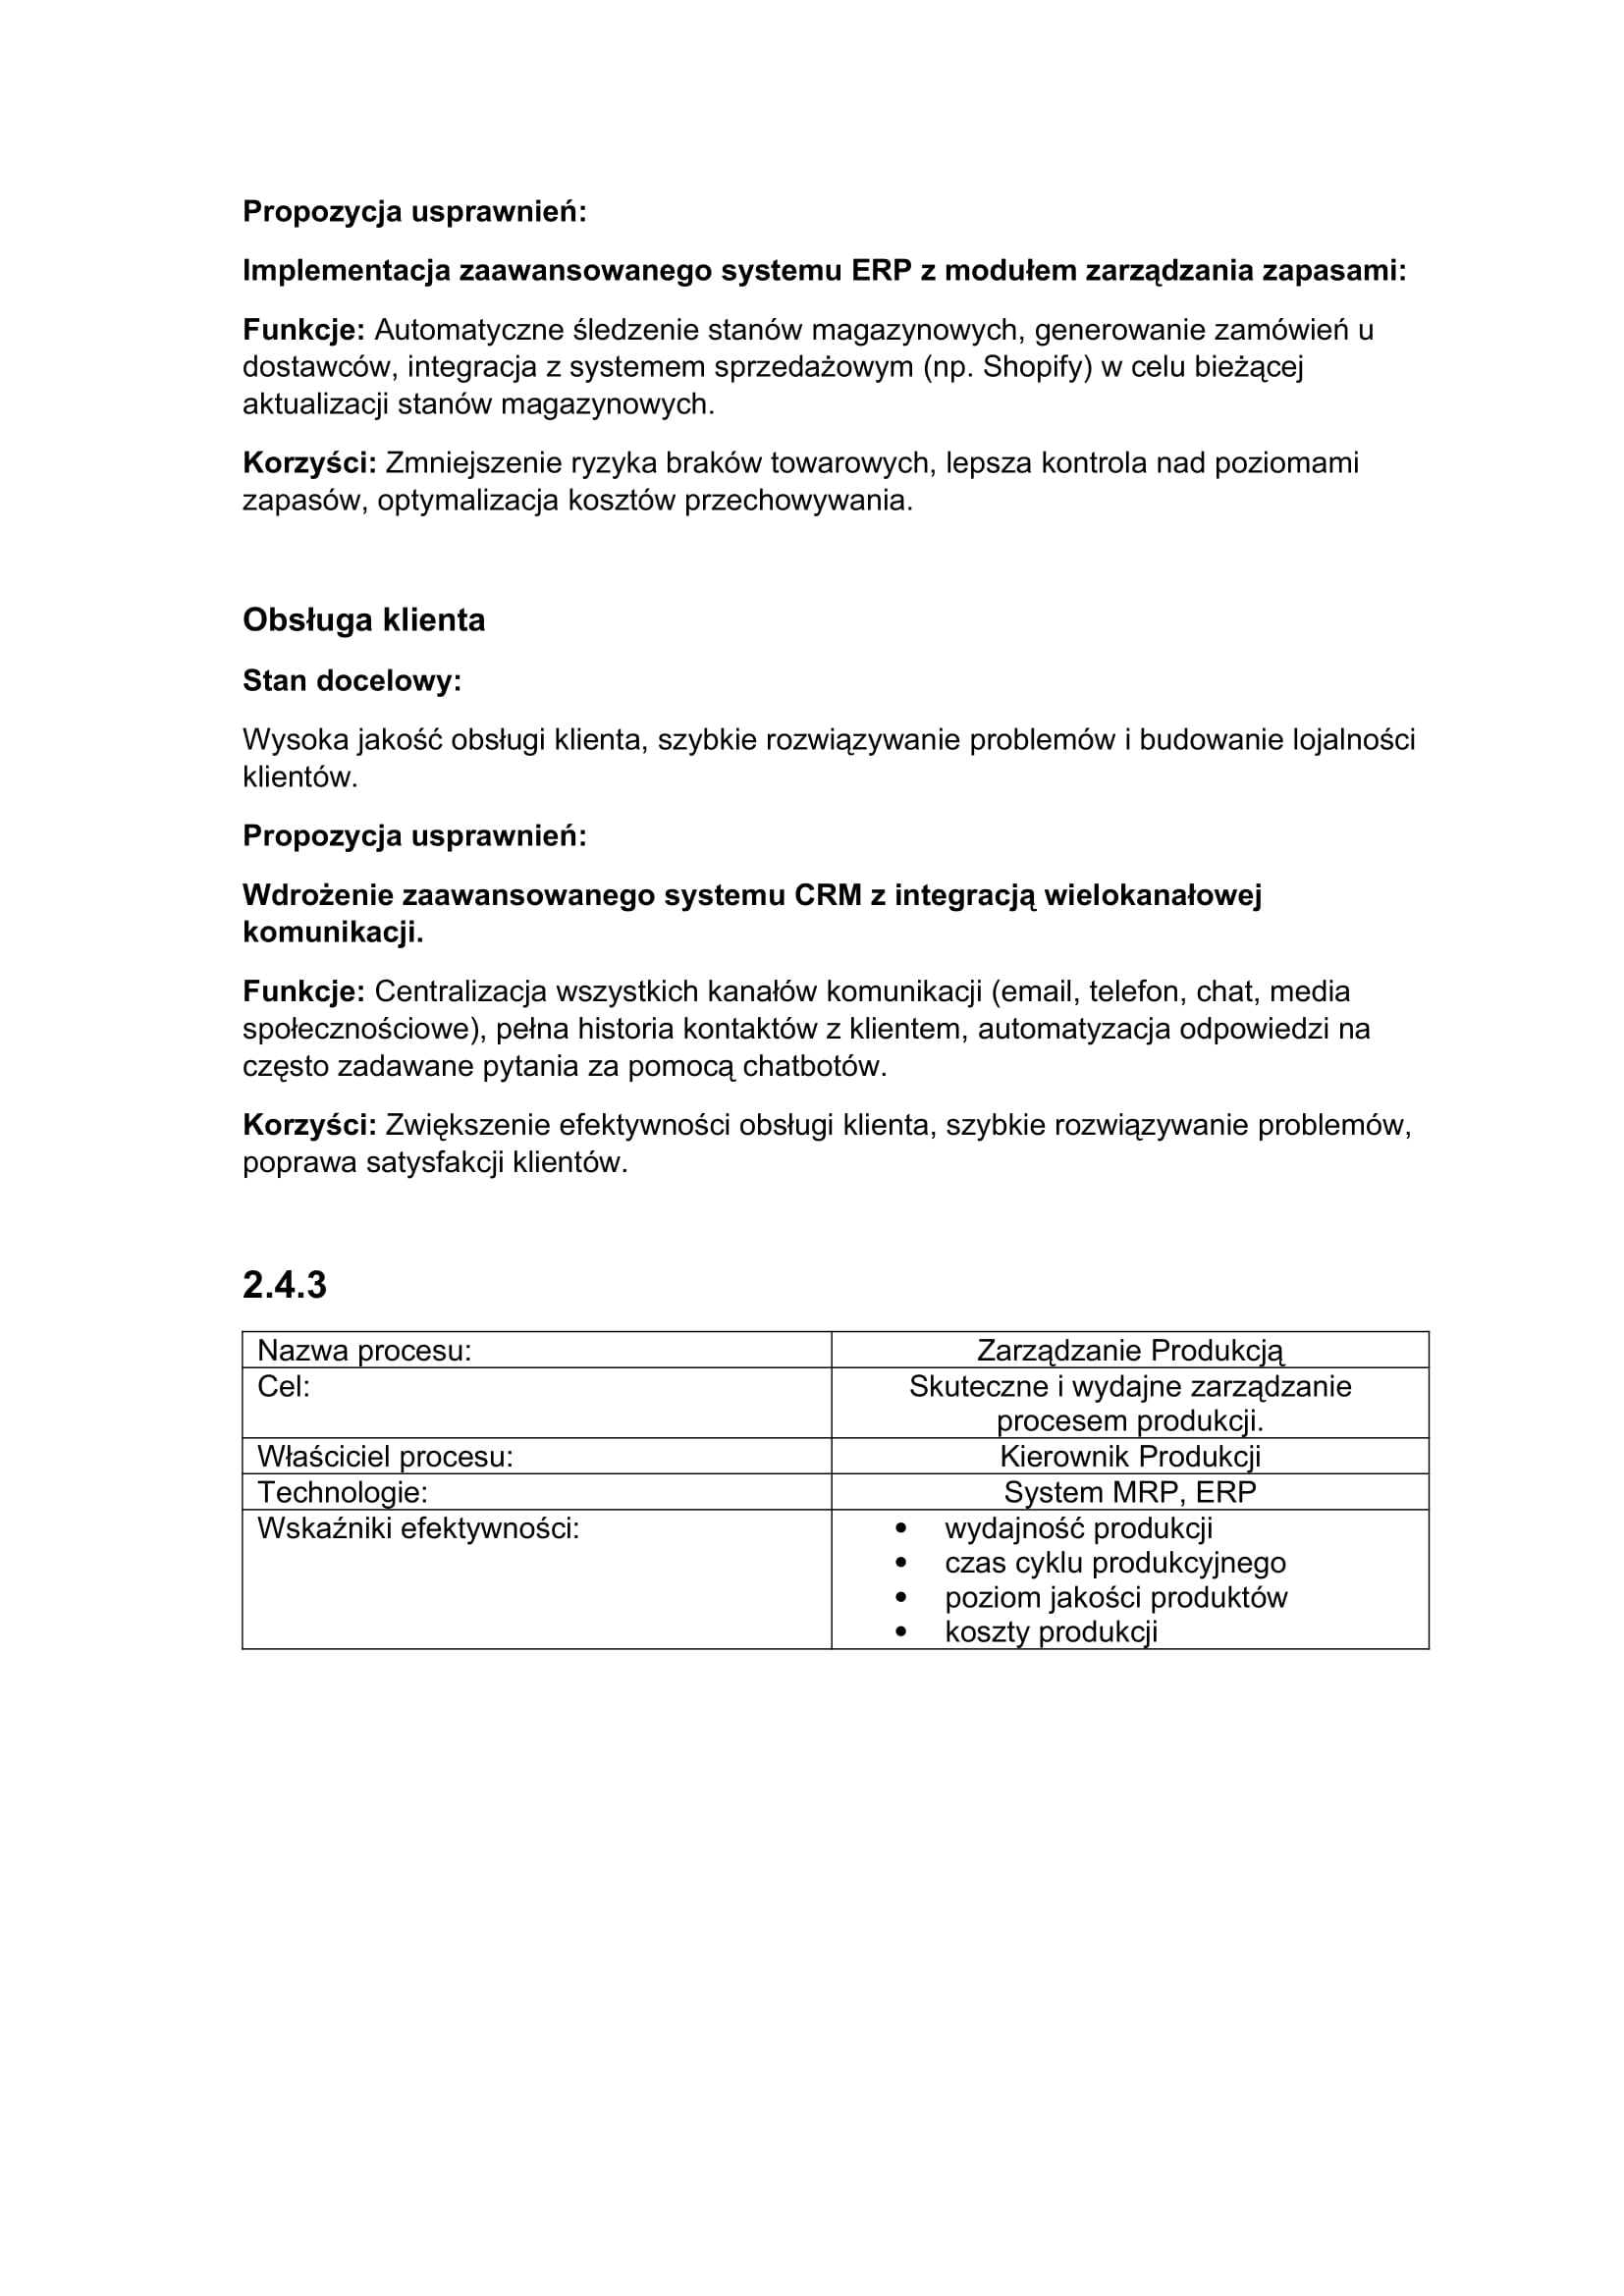 Propozycja usprawnień:
Implementacja zaawansowanego systemu ERP z modułem zarządzania zapasami:
Funkcje: Automatyczne śledzenie stanów magazynowych, generowanie zamówień u
dostawców, integracja z systemem sprzedażowym (np. Shopify) w celu bieżącej
aktualizacji stanów magazynowych.
Korzyści: Zmniejszenie ryzyka braków towarowych, lepsza kontrola nad poziomami
zapasów, optymalizacja kosztów przechowywania.
Obsługa klienta
Stan docelowy:
Wysoka jakość obsługi klienta, szybkie rozwiązywanie problemów i budowanie lojalności
klientów.
Propozycja usprawnień:
Wdrożenie zaawansowanego systemu CRM z integracją wielokanałowej
komunikacji.
Funkcje: Centralizacja wszystkich kanałów komunikacji (email, telefon, chat, media
społecznościowe), pełna historia kontaktów z klientem, automatyzacja odpowiedzi na
często zadawane pytania za pomocą chatbotów.
Korzyści: Zwiększenie efektywności obsługi klienta, szybkie rozwiązywanie problemów,
poprawa satysfakcji klientów.
2.4.3
Nazwa procesu: Zarządzanie Produkcją
Cel: Skuteczne i wydajne zarządzanie
procesem produkcji.
Właściciel procesu: Kierownik Produkcji
Technologie: System MRP, ERP
Wskaźniki efektywności: • wydajność produkcji
• czas cyklu produkcyjnego
• poziom jakości produktów
• koszty produkcji